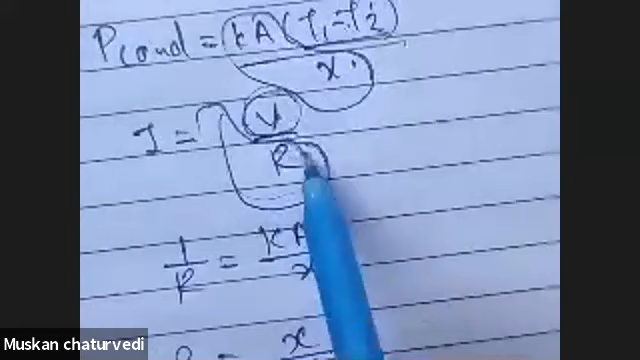 Pcond = kA(T₁-T₂)
x
I = V
R
1/R = KA
x
Muskan chaturvedi